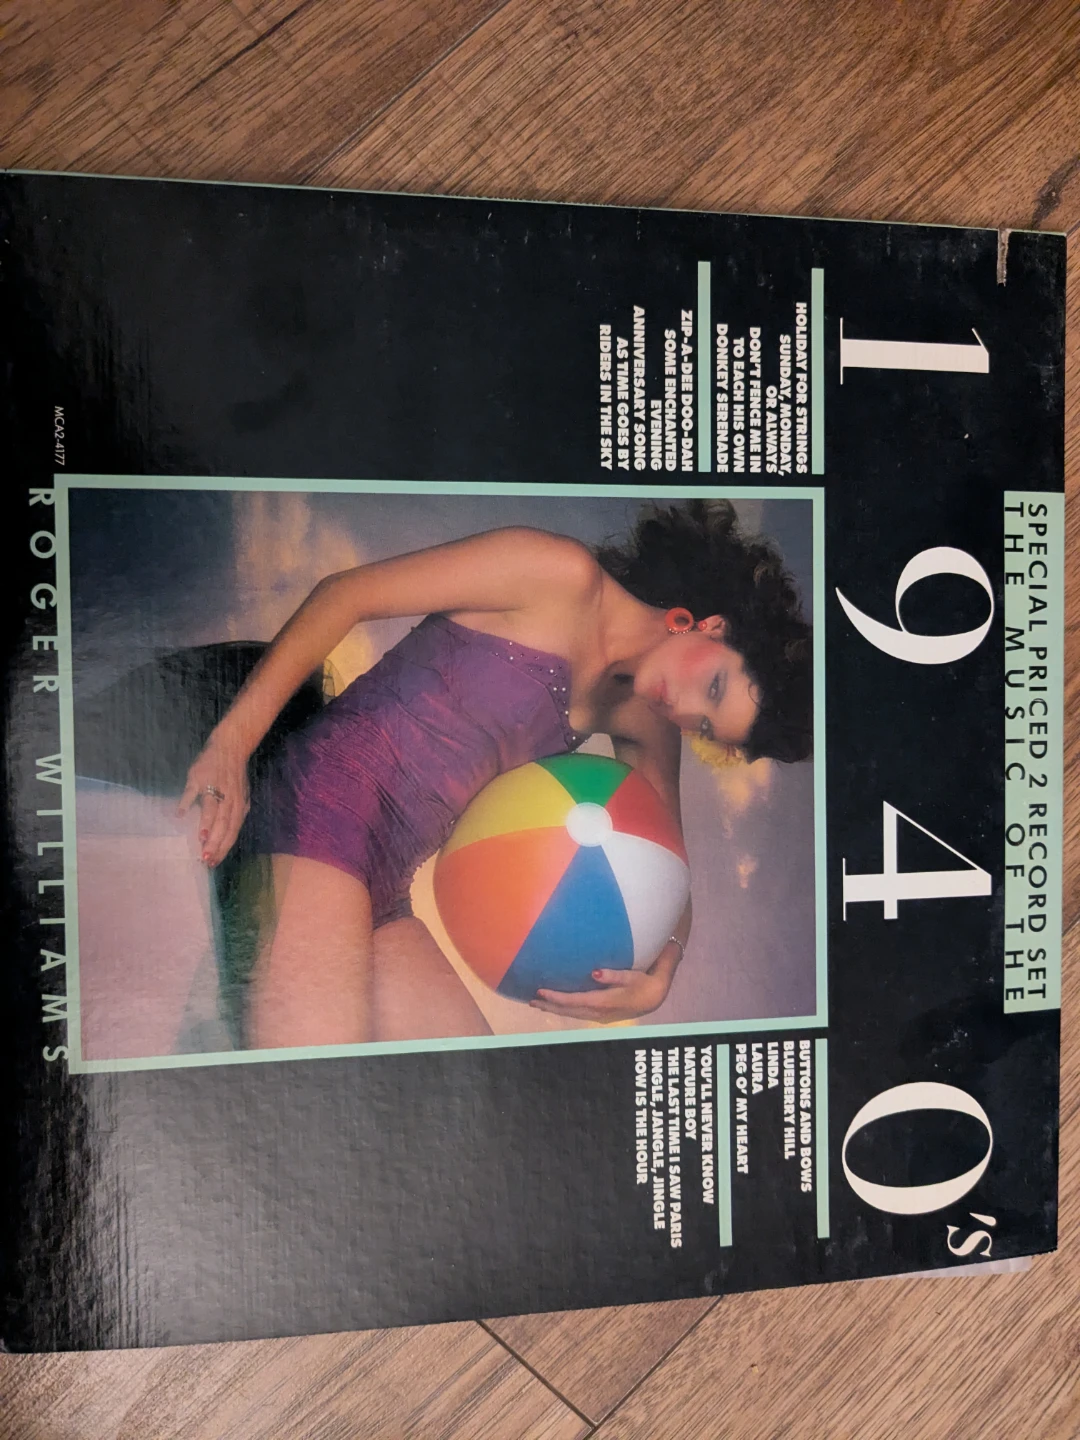 SPECIAL PRICED 2 RECORD SET
THE MUSIC OF THE
1940's
HOLIDAY FOR STRINGS
SUNDAY, MONDAY,
OR ALWAYS
DON'T FENCE ME IN
TO EACH HIS OWN
DONKEY SERENADE
ZIP-A-DEE DOO-DAH
SOME ENCHANTED
EVENING
ANNIVERSARY SONG
AS TIME GOES BY
RIDERS IN THE SKY
BUTTONS AND BOWS
BLUEBERRY HILL
LINDA
LAURA
PEG O' MY HEART
YOU'LL NEVER KNOW
NATURE BOY
THE LAST TIME I SAW PARIS
JINGLE, JANGLE, JINGLE
NOW IS THE HOUR
MCA2-4177
ROGER WILLIAMS